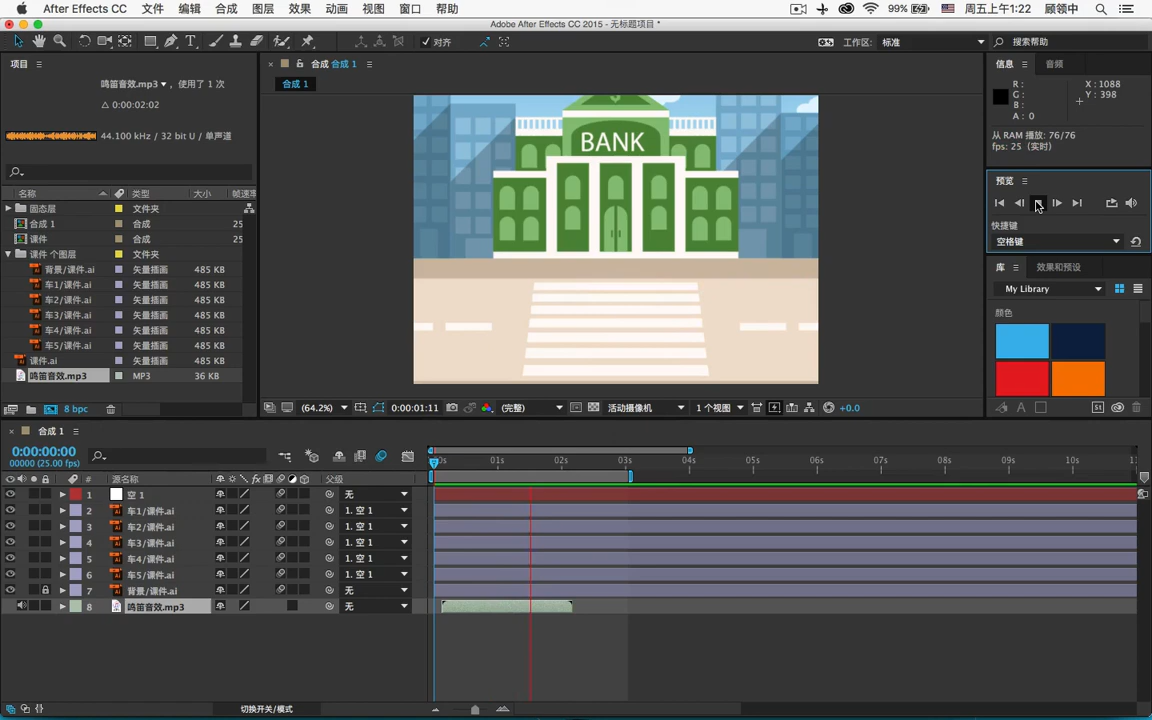 After Effects CC 文件 编辑 合成 图层 效果 动画 视图 窗口 帮助 99% 周五上午1:22 顾领中
Adobe After Effects CC 2015 - 无标题项目 *
对齐 工作区: 标准 搜索帮助
项目
鸣笛音效.mp3 , 使用了 1 次
Δ 0:00:02:02
44.100 kHz / 32 bit U / 单声道
名称 类型 大小 帧速率
固态层 文件夹
合成 1 合成 25
课件 合成 25
课件 个图层 文件夹
背景/课件.ai 矢量插画 485 KB
车1/课件.ai 矢量插画 485 KB
车2/课件.ai 矢量插画 485 KB
车3/课件.ai 矢量插画 485 KB
车4/课件.ai 矢量插画 485 KB
车5/课件.ai 矢量插画 485 KB
课件.ai 矢量插画 485 KB
鸣笛音效.mp3 MP3 36 KB
8 bpc
合成 合成 1
合成 1
BANK
(64.2%) 0:00:01:11 (完整) 活动摄像机 1 个视图 +0.0
信息 音频
R : X : 1088
G : Y : 398
B :
A : 0
从 RAM 播放: 76/76
fps: 25 (实时)
预览
快捷键
空格键
库 效果和预设
My Library
颜色
合成 1
0:00:00:00
00000 (25.00 fps)
01s 02s 03s 04s 05s 06s 07s 08s 09s 10s
# 源名称 父级
1 空 1 无
2 车1/课件.ai 1. 空 1
3 车2/课件.ai 1. 空 1
4 车3/课件.ai 1. 空 1
5 车4/课件.ai 1. 空 1
6 车5/课件.ai 1. 空 1
7 背景/课件.ai 无
8 鸣笛音效.mp3 无
切换开关/模式